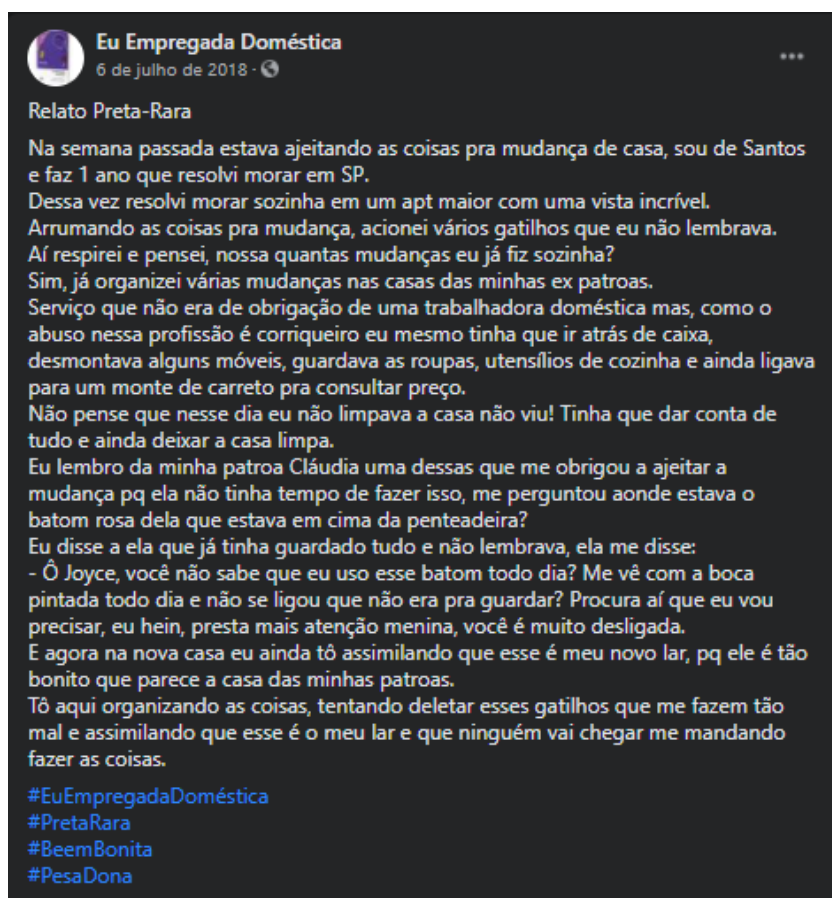 Eu Empregada Doméstica
6 de julho de 2018 ·
Relato Preta-Rara
Na semana passada estava ajeitando as coisas pra mudança de casa, sou de Santos
e faz 1 ano que resolvi morar em SP.
Dessa vez resolvi morar sozinha em um apt maior com uma vista incrível.
Arrumando as coisas pra mudança, acionei vários gatilhos que eu não lembrava.
Aí respirei e pensei, nossa quantas mudanças eu já fiz sozinha?
Sim, já organizei várias mudanças nas casas das minhas ex patroas.
Serviço que não era de obrigação de uma trabalhadora doméstica mas, como o
abuso nessa profissão é corriqueiro eu mesmo tinha que ir atrás de caixa,
desmontava alguns móveis, guardava as roupas, utensílios de cozinha e ainda ligava
para um monte de carreto pra consultar preço.
Não pense que nesse dia eu não limpava a casa não viu! Tinha que dar conta de
tudo e ainda deixar a casa limpa.
Eu lembro da minha patroa Cláudia uma dessas que me obrigou a ajeitar a
mudança pq ela não tinha tempo de fazer isso, me perguntou aonde estava o
batom rosa dela que estava em cima da penteadeira?
Eu disse a ela que já tinha guardado tudo e não lembrava, ela me disse:
- Ô Joyce, você não sabe que eu uso esse batom todo dia? Me vê com a boca
pintada todo dia e não se ligou que não era pra guardar? Procura aí que eu vou
precisar, eu hein, presta mais atenção menina, você é muito desligada.
E agora na nova casa eu ainda tô assimilando que esse é meu novo lar, pq ele é tão
bonito que parece a casa das minhas patroas.
Tô aqui organizando as coisas, tentando deletar esses gatilhos que me fazem tão
mal e assimilando que esse é o meu lar e que ninguém vai chegar me mandando
fazer as coisas.
#EuEmpregadaDoméstica
#PretaRara
#BeemBonita
#PesaDona